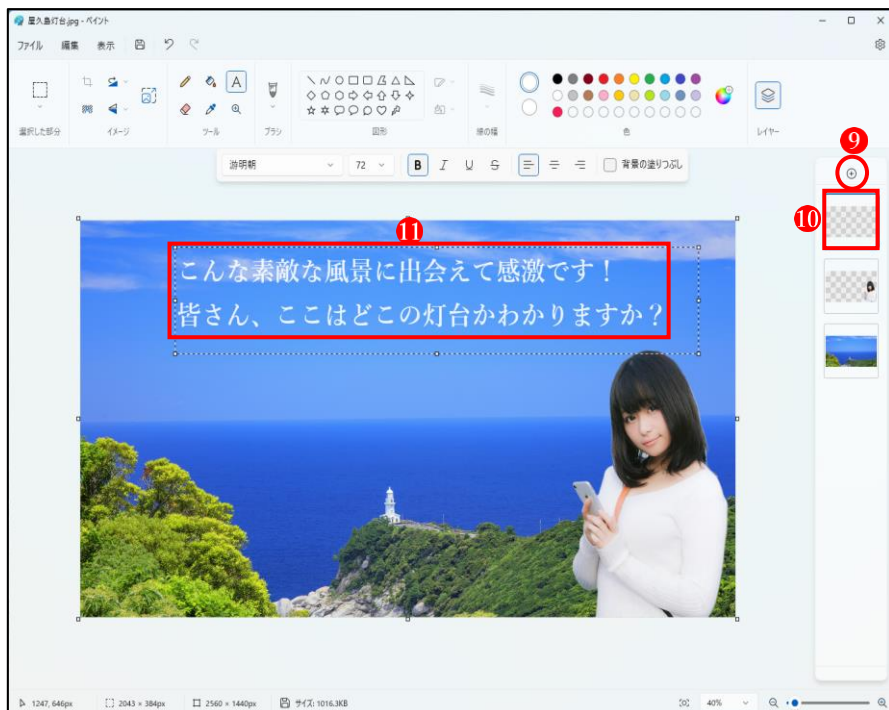 屋久島灯台.jpg - ペイント
ファイル 編集 表示
選択した部分 イメージ ツール ブラシ 図形 線の幅 色 レイヤー
游明朝 72 B I U S 背景の塗りつぶし
9
10
11
こんな素敵な風景に出会えて感激です！
皆さん、ここはどこの灯台かわかりますか？
1247, 646px 2043 × 384px 2560 × 1440px サイズ: 1016.3KB 40%